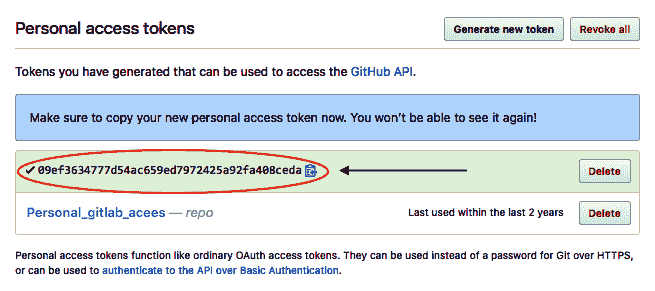 Personal access tokens
Generate new token
Revoke all
Tokens you have generated that can be used to access the GitHub API.
Make sure to copy your new personal access token now. You won't be able to see it again!
✓ 09ef3634777d54ac659ed7972425a92fa408ceda
Delete
Personal_gitlab_acees — repo
Last used within the last 2 years
Delete
Personal access tokens function like ordinary OAuth access tokens. They can be used instead of a password for Git over HTTPS,
or can be used to authenticate to the API over Basic Authentication.